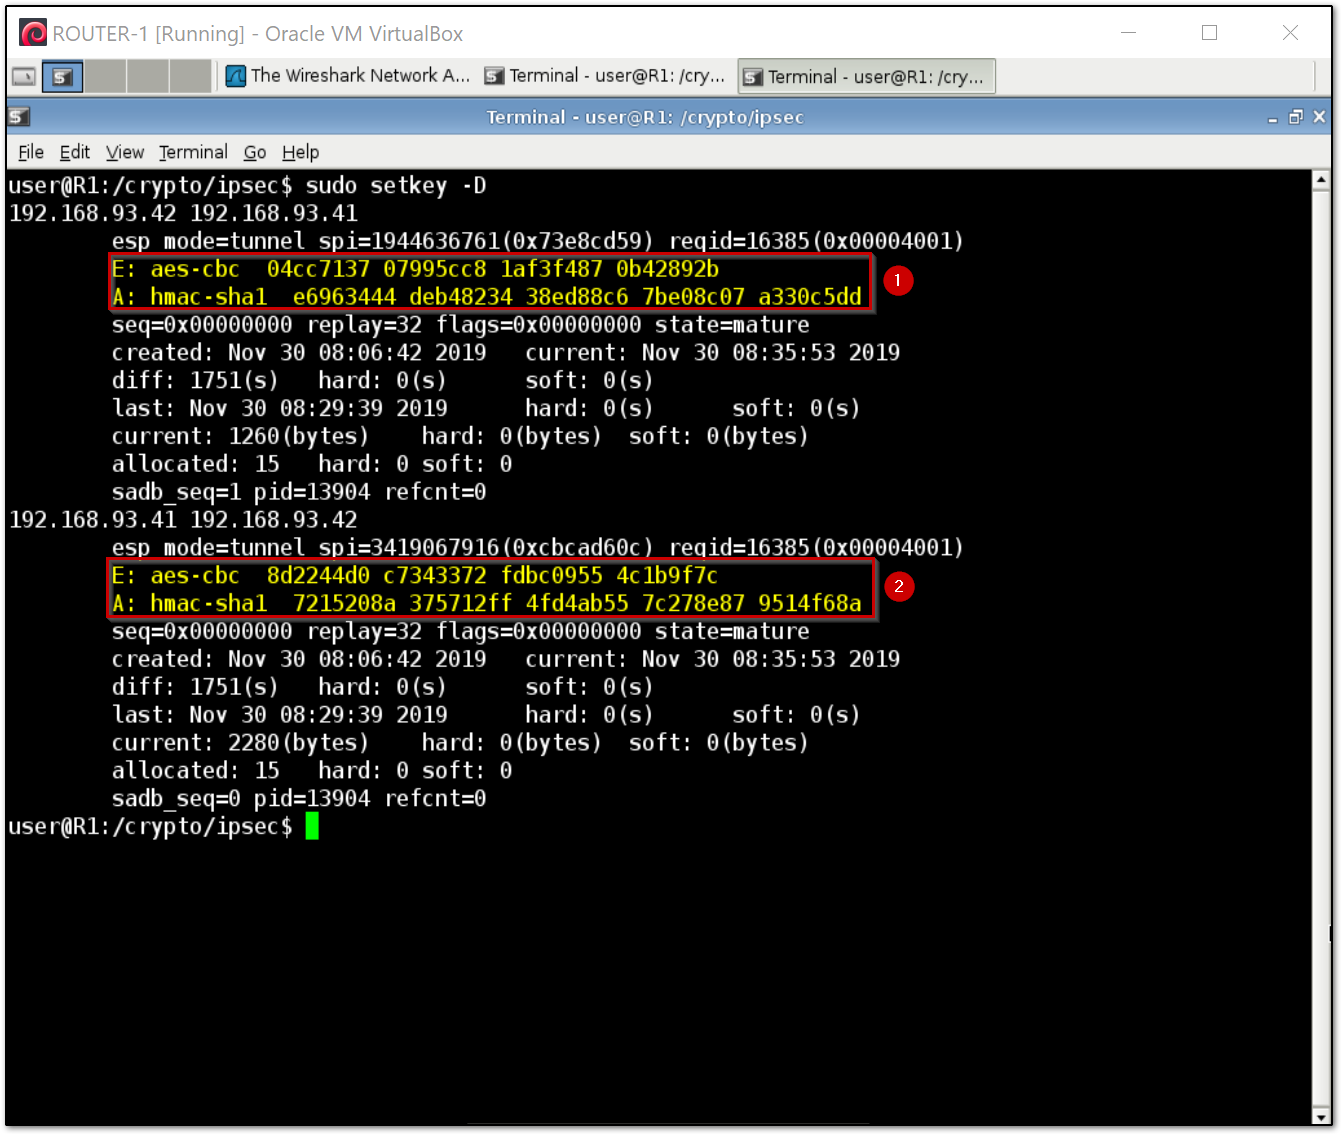 ROUTER-1 [Running] - Oracle VM VirtualBox
The Wireshark Network A... Terminal - user@R1: /cry... Terminal - user@R1: /cry...
Terminal - user@R1: /crypto/ipsec
File Edit View Terminal Go Help
user@R1:/crypto/ipsec$ sudo setkey -D
192.168.93.42 192.168.93.41
esp mode=tunnel spi=1944636761(0x73e8cd59) reqid=16385(0x00004001)
E: aes-cbc 04cc7137 07995cc8 1af3f487 0b42892b
1
A: hmac-sha1 e6963444 deb48234 38ed88c6 7be08c07 a330c5dd
seq=0x00000000 replay=32 flags=0x00000000 state=mature
created: Nov 30 08:06:42 2019 current: Nov 30 08:35:53 2019
diff: 1751(s) hard: 0(s) soft: 0(s)
last: Nov 30 08:29:39 2019 hard: 0(s) soft: 0(s)
current: 1260(bytes) hard: 0(bytes) soft: 0(bytes)
allocated: 15 hard: 0 soft: 0
sadb_seq=1 pid=13904 refcnt=0
192.168.93.41 192.168.93.42
esp mode=tunnel spi=3419067916(0xcbcad60c) reqid=16385(0x00004001)
E: aes-cbc 8d2244d0 c7343372 fdbc0955 4c1b9f7c
2
A: hmac-sha1 7215208a 375712ff 4fd4ab55 7c278e87 9514f68a
seq=0x00000000 replay=32 flags=0x00000000 state=mature
created: Nov 30 08:06:42 2019 current: Nov 30 08:35:53 2019
diff: 1751(s) hard: 0(s) soft: 0(s)
last: Nov 30 08:29:39 2019 hard: 0(s) soft: 0(s)
current: 2280(bytes) hard: 0(bytes) soft: 0(bytes)
allocated: 15 hard: 0 soft: 0
sadb_seq=0 pid=13904 refcnt=0
user@R1:/crypto/ipsec$